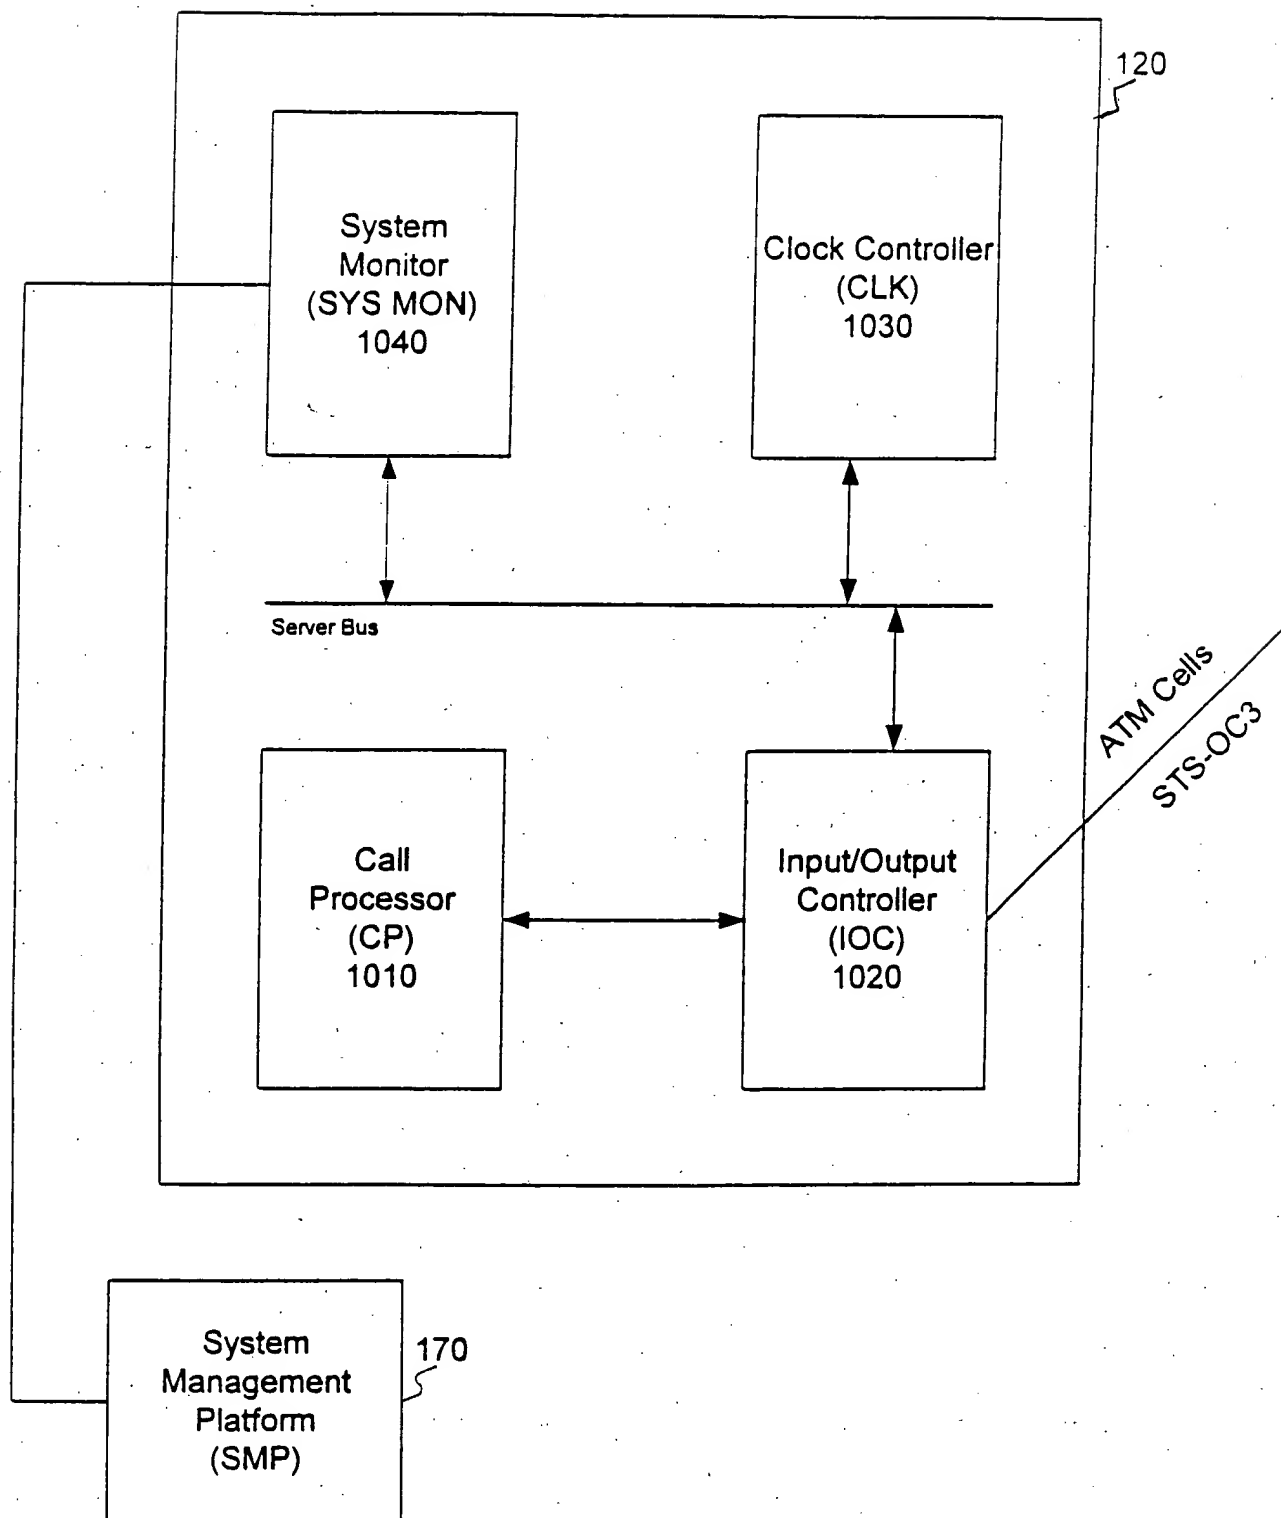 120
System
Monitor
(SYS MON)
1040
Clock Controller
(CLK)
1030
Server Bus
ATM Cells
STS-OC3
Call
Processor
(CP)
1010
Input/Output
Controller
(IOC)
1020
System
Management
Platform
(SMP)
170